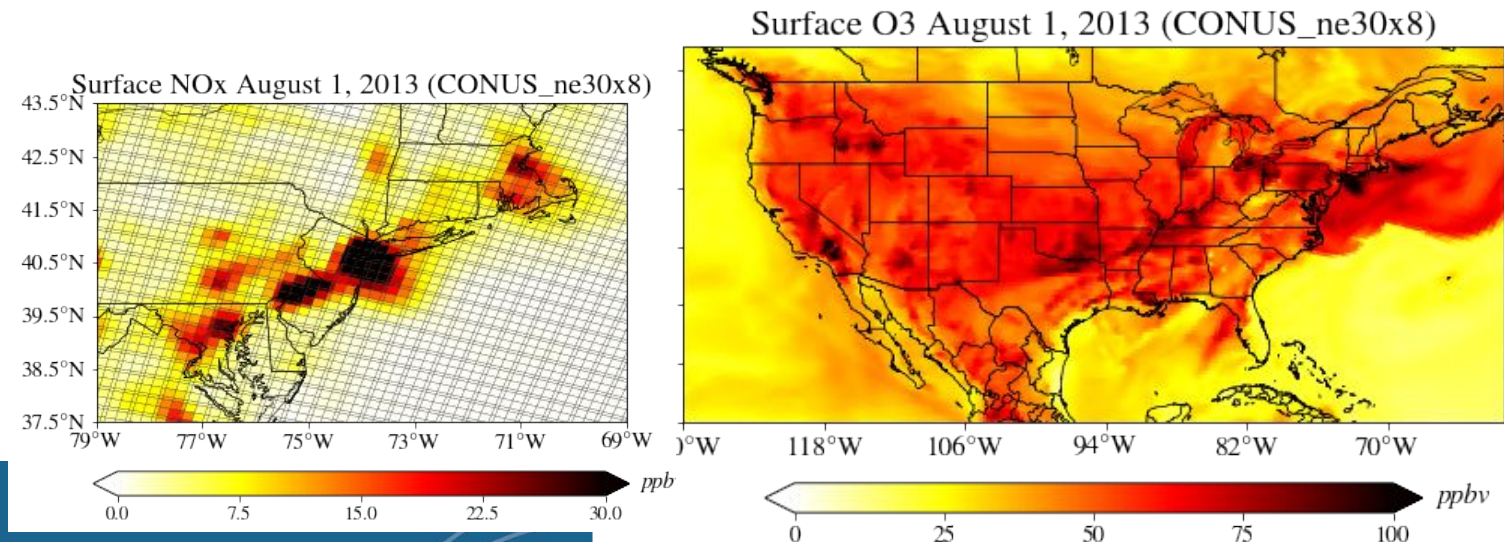 Surface NOx August 1, 2013 (CONUS_ne30x8)
43.5°N
42.5°N
41.5°N
40.5°N
39.5°N
38.5°N
37.5°N
79°W 77°W 75°W 73°W 71°W 69°W
0.0 7.5 15.0 22.5 30.0 ppb
Surface O3 August 1, 2013 (CONUS_ne30x8)
0°W 118°W 106°W 94°W 82°W 70°W
0 25 50 75 100 ppbv